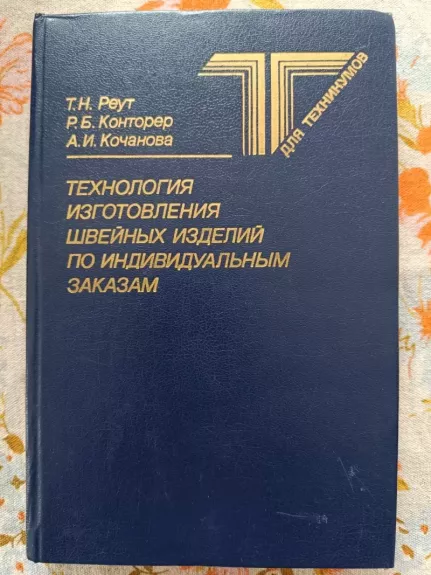 Т.Н. Реут
Р.Б. Конторер
А.И. Кочанова
Т
ДЛЯ ТЕХНИКУМОВ
ТЕХНОЛОГИЯ
ИЗГОТОВЛЕНИЯ
ШВЕЙНЫХ ИЗДЕЛИЙ
ПО ИНДИВИДУАЛЬНЫМ
ЗАКАЗАМ